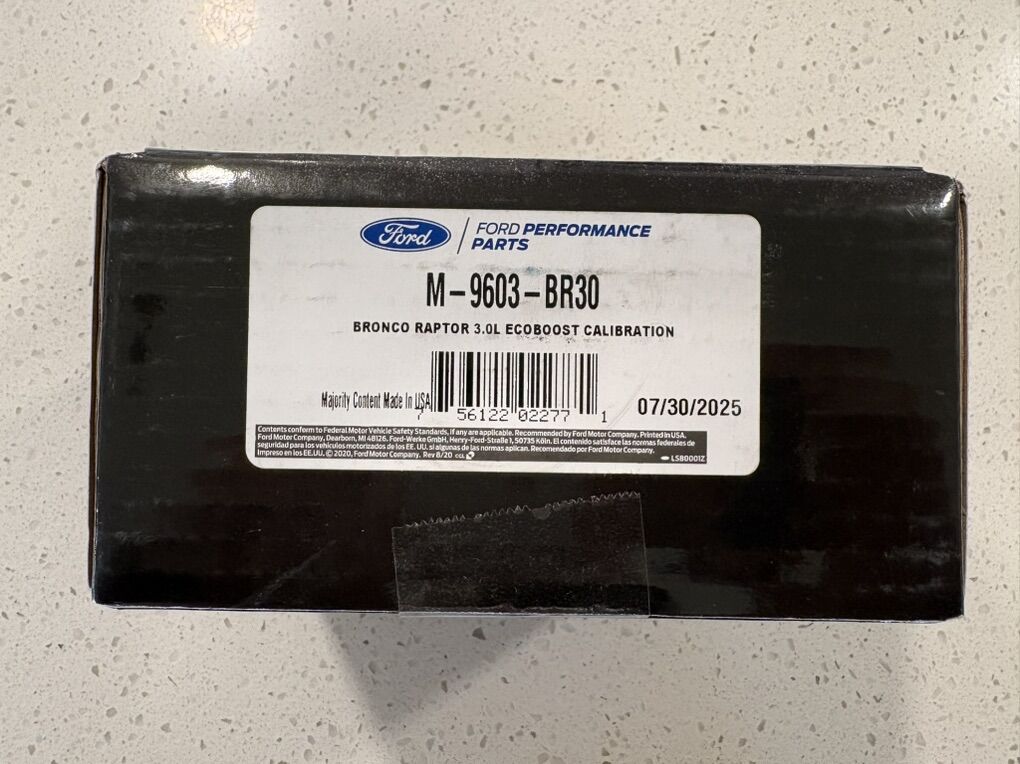 Ford FORD PERFORMANCE
PARTS
M-9603-BR30
BRONCO RAPTOR 3.0L ECOBOOST CALIBRATION
Majority Content Made In USA
7 56122 02277 1
07/30/2025
Contents conform to Federal Motor Vehicle Safety Standards, if any are applicable. Recommended by Ford Motor Company. Printed in USA.
Ford Motor Company, Dearborn, MI 48126. Ford-Werke GmbH, Henry-Ford-Straße 1, 50735 Köln. El contenido satisface las normas federales de
seguridad para los vehículos motorizados de los EE. UU. si algunas de las normas aplican. Recomendado por Ford Motor Company.
Impreso en los EE.UU. © 2020, Ford Motor Company. Rev 8/20
LSB0001Z